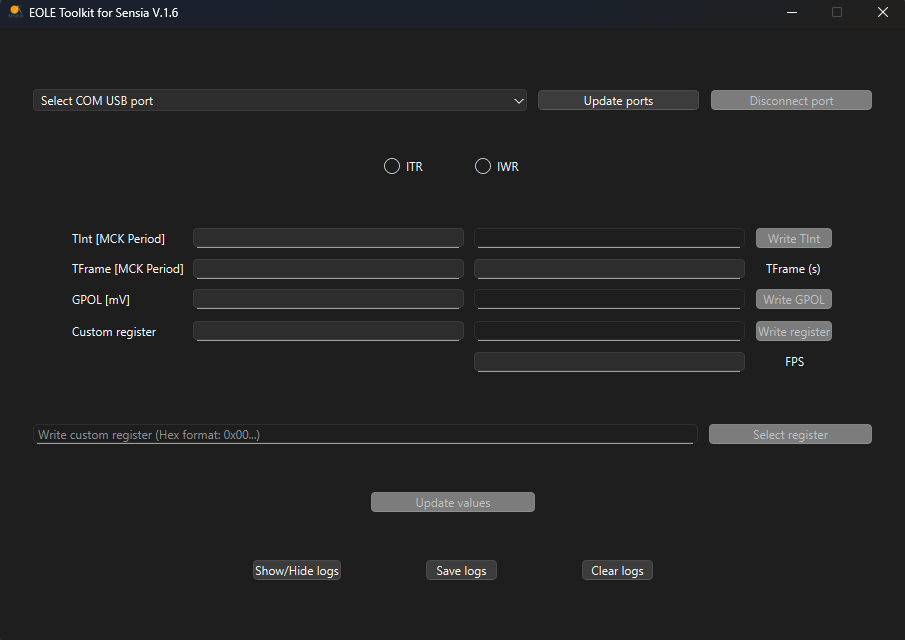 EOLE Toolkit for Sensia V.1.6
Select COM USB port
Update ports
Disconnect port
ITR
IWR
TInt [MCK Period]
Write TInt
TFrame [MCK Period]
TFrame (s)
GPOL [mV]
Write GPOL
Custom register
Write register
FPS
Write custom register (Hex format: 0x00...)
Select register
Update values
Show/Hide logs
Save logs
Clear logs